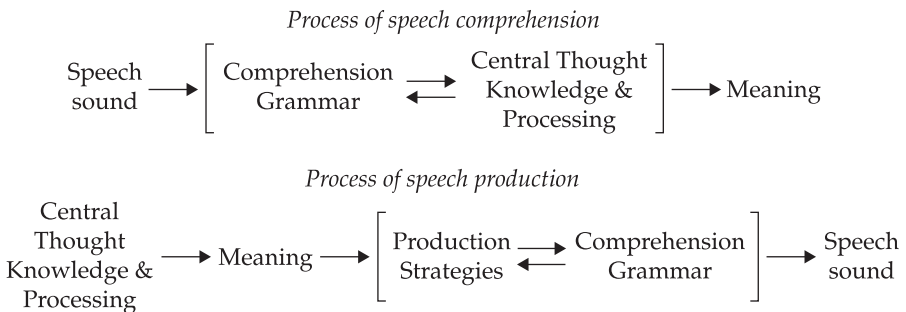 Process of speech comprehension
Speech sound
Comprehension Grammar
Central Thought Knowledge & Processing
Meaning
Process of speech production
Central Thought Knowledge & Processing
Meaning
Production Strategies
Comprehension Grammar
Speech sound